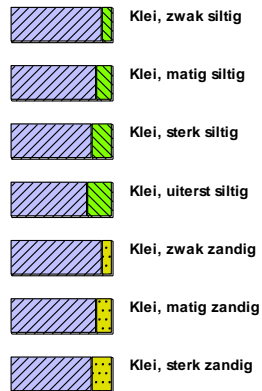 Klei, zwak siltig
Klei, matig siltig
Klei, sterk siltig
Klei, uiterst siltig
Klei, zwak zandig
Klei, matig zandig
Klei, sterk zandig